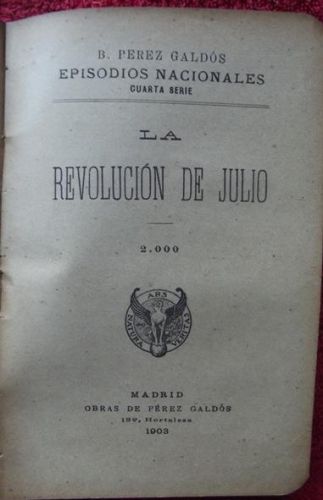 B. PEREZ GALDÓS
EPISODIOS NACIONALES
CUARTA SERIE
LA
REVOLUCIÓN DE JULIO
2.000
ARS
NATURA
VERITAS
MADRID
OBRAS DE PÉREZ GALDÓS
132, Hortaleza
1903